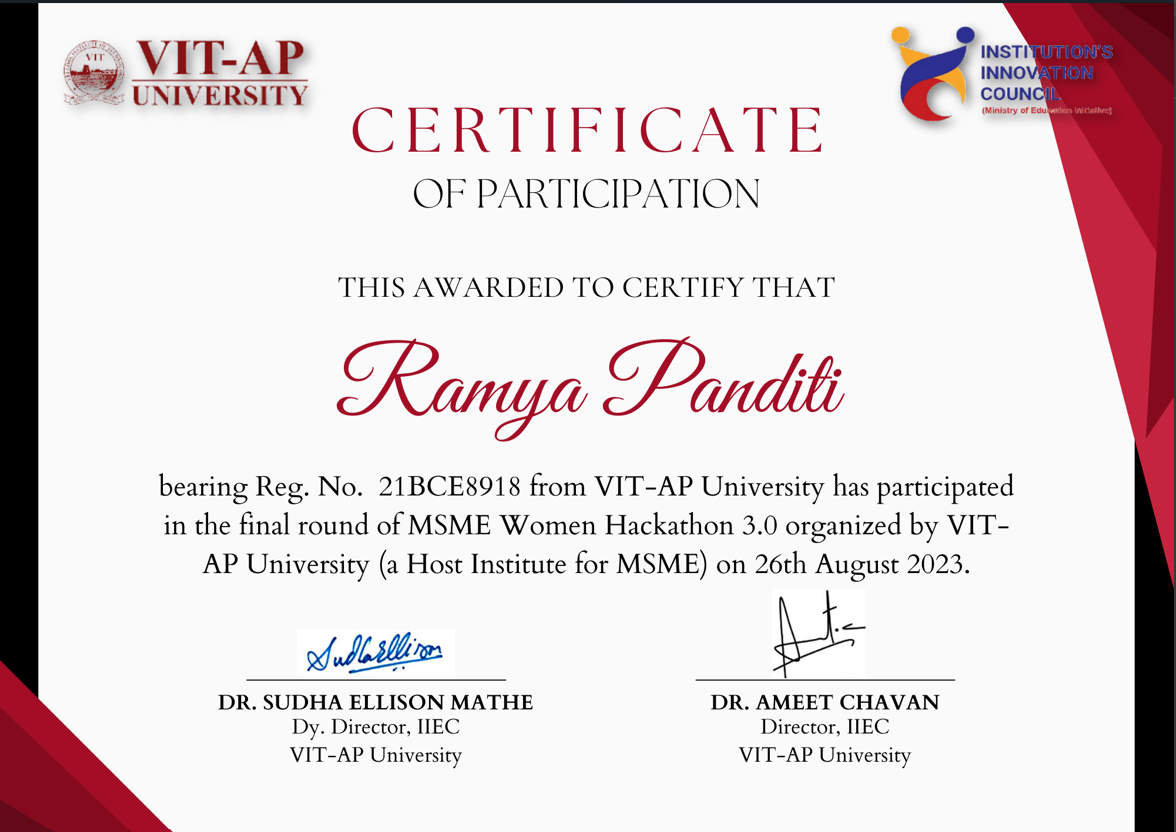 VIT
VIT-AP
UNIVERSITY
INSTITUTION'S
INNOVATION
COUNCIL
(Ministry of Education Initiative)
CERTIFICATE
OF PARTICIPATION
THIS AWARDED TO CERTIFY THAT
Ramya Panditi
bearing Reg. No. 21BCE8918 from VIT-AP University has participated
in the final round of MSME Women Hackathon 3.0 organized by VIT-
AP University (a Host Institute for MSME) on 26th August 2023.
SudhaEllison
DR. SUDHA ELLISON MATHE
Dy. Director, IIEC
VIT-AP University
DR. AMEET CHAVAN
Director, IIEC
VIT-AP University